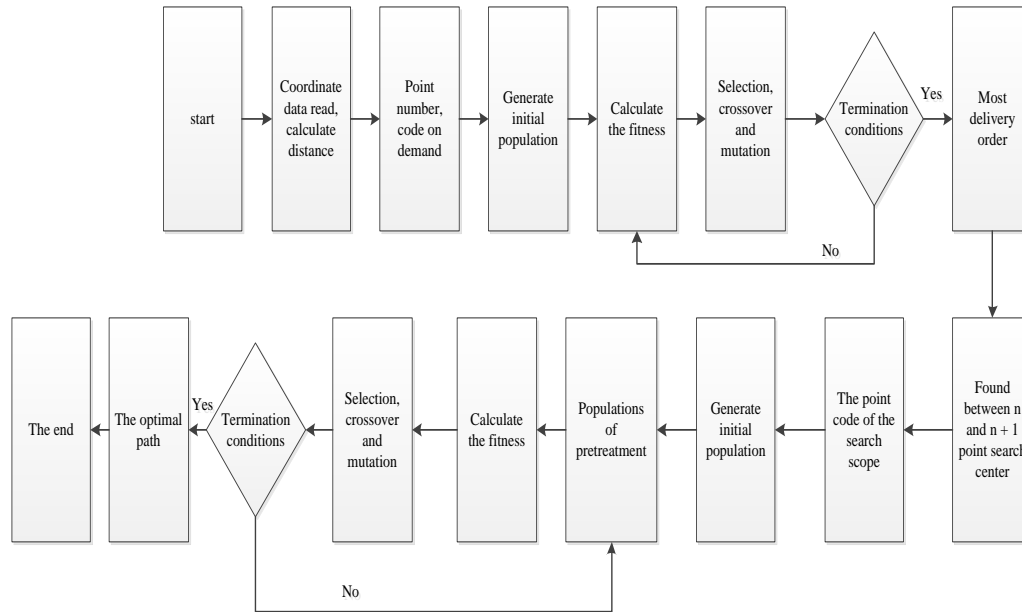 start
Coordinate
data read,
calculate
distance
Point
number,
code on
demand
Generate
initial
population
Calculate
the fitness
Selection,
crossover
and
mutation
Termination
conditions
Yes
No
Most
delivery
order
Found
between n
and n + 1
point search
center
The point
code of the
search
scope
Generate
initial
population
Populations
of
pretreatment
Calculate
the fitness
Selection,
crossover
and
mutation
Termination
conditions
Yes
No
The optimal
path
The end